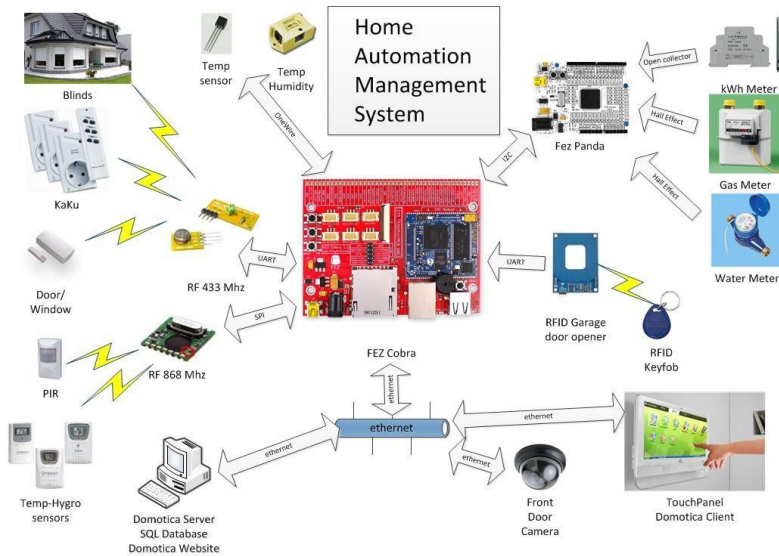 Home
Automation
Management
System
Blinds
Temp
sensor
Temp
Humidity
OneWire
Fez Panda
I2C
Open collector
kWh Meter
Hall Effect
Gas Meter
Hall Effect
Water Meter
KaKu
Door/
Window
RF 433 Mhz
UART
UART
RFID Garage
door opener
RFID
Keyfob
PIR
RF 868 Mhz
SPI
FEZ Cobra
ethernet
ethernet
ethernet
ethernet
ethernet
Temp-Hygro
sensors
Domotica Server
SQL Database
Domotica Website
Front
Door
Camera
TouchPanel
Domotica Client